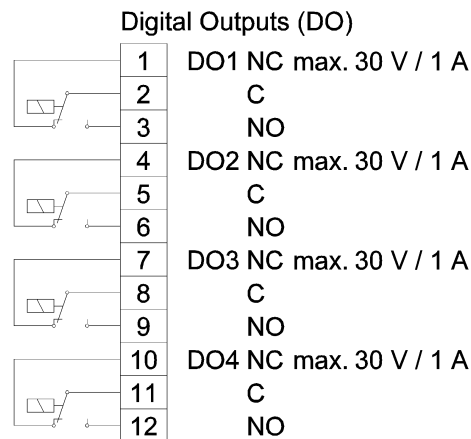 Digital Outputs (DO)
1 DO1 NC max. 30 V / 1 A
2 C
3 NO
4 DO2 NC max. 30 V / 1 A
5 C
6 NO
7 DO3 NC max. 30 V / 1 A
8 C
9 NO
10 DO4 NC max. 30 V / 1 A
11 C
12 NO